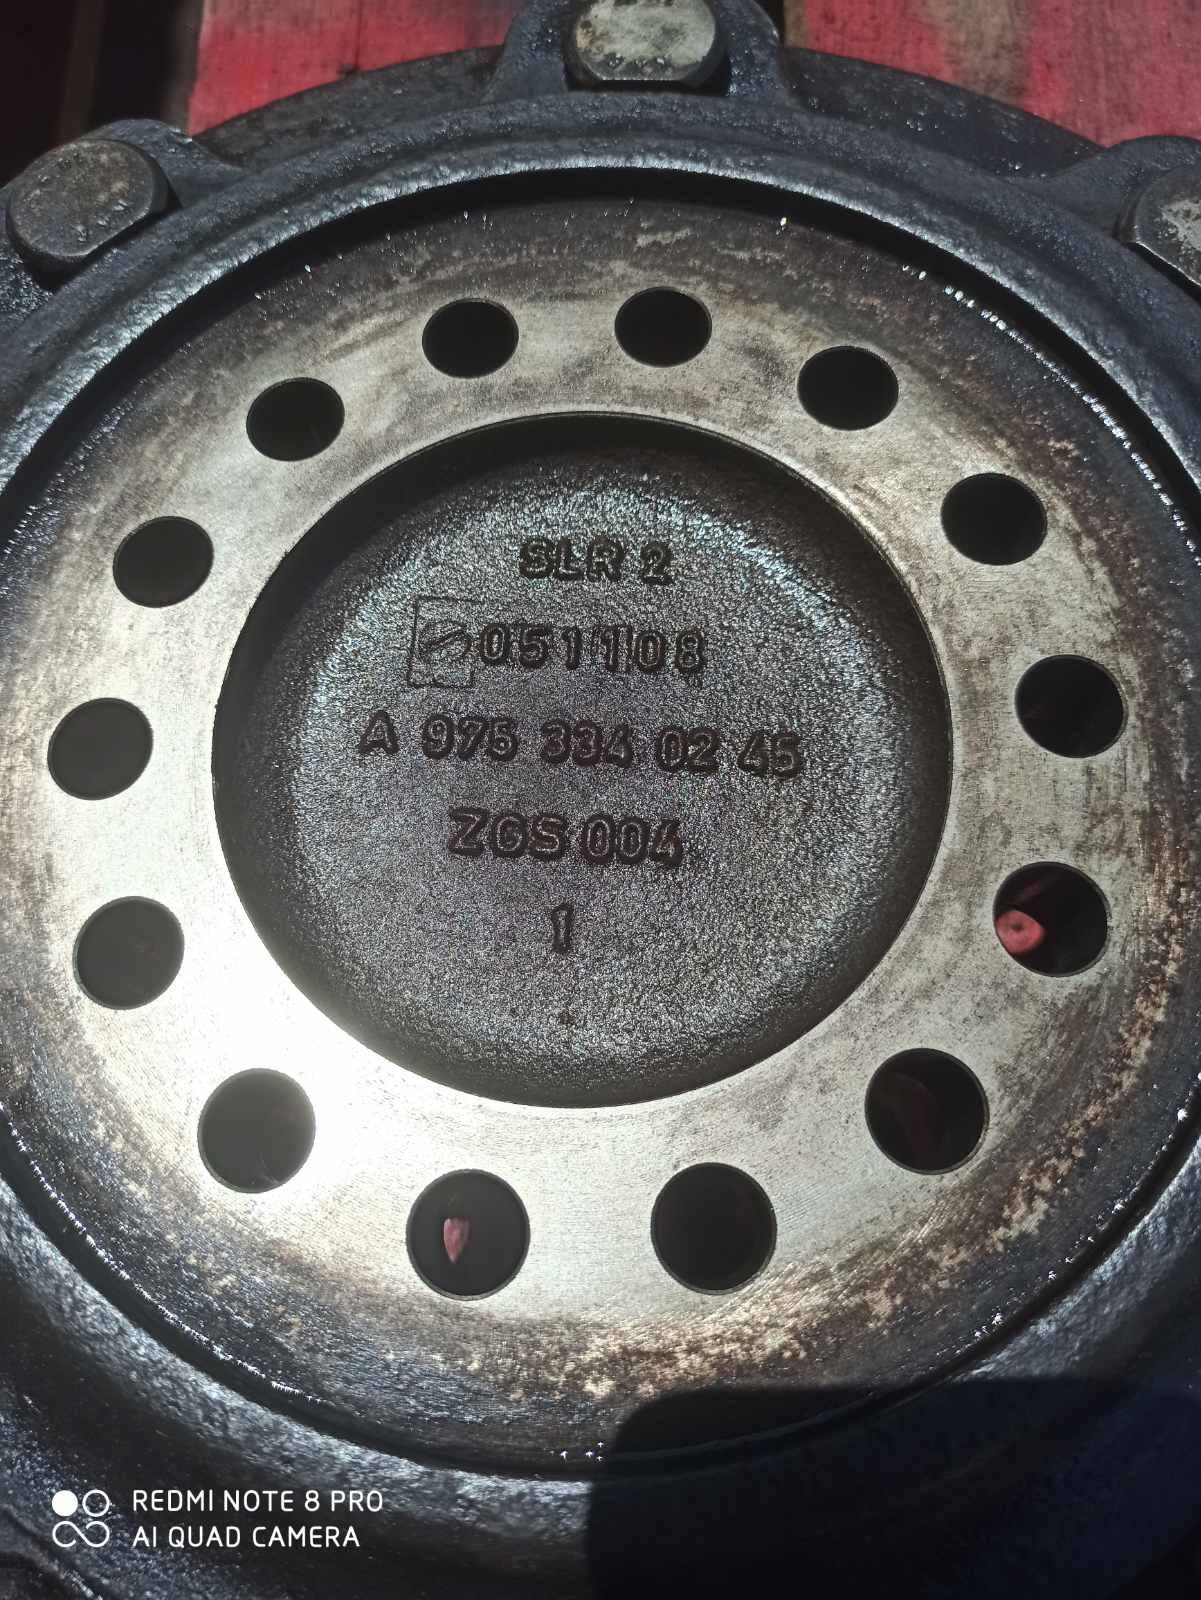 SLR 2
051108
A 975 334 02 45
ZGS 004
1
REDMI NOTE 8 PRO
AI QUAD CAMERA